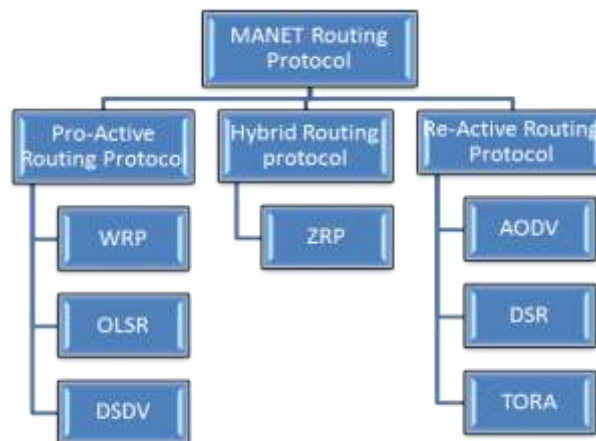 MANET Routing
Protocol
Pro-Active
Routing Protocol
Hybrid Routing
protocol
Re-Active Routing
Protocol
WRP
OLSR
DSDV
ZRP
AODV
DSR
TORA